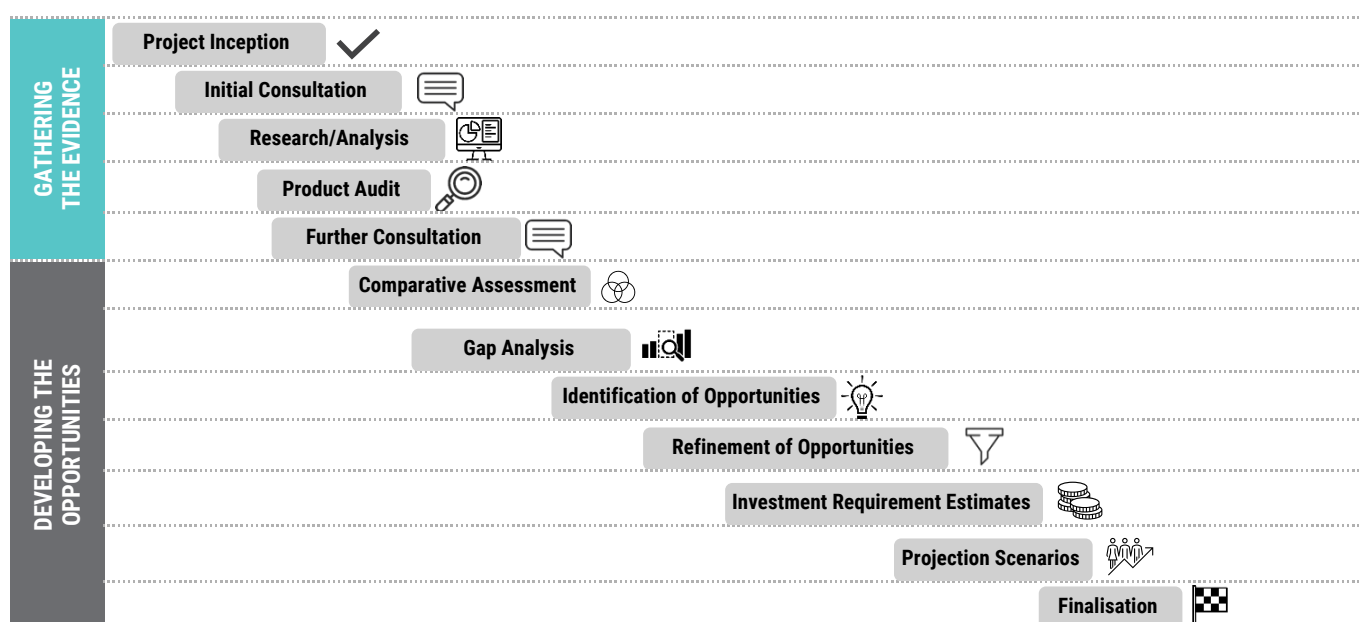 GATHERING
THE EVIDENCE
Project Inception
Initial Consultation
Research/Analysis
Product Audit
Further Consultation
DEVELOPING THE
OPPORTUNITIES
Comparative Assessment
Gap Analysis
Identification of Opportunities
Refinement of Opportunities
Investment Requirement Estimates
Projection Scenarios
Finalisation